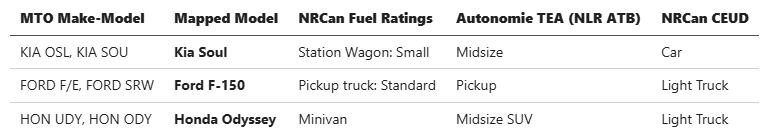 MTO Make-Model Mapped Model NRCan Fuel Ratings Autonomie TEA (NLR ATB) NRCan CEUD
KIA OSL, KIA SOU Kia Soul Station Wagon: Small Midsize Car
FORD F/E, FORD SRW Ford F-150 Pickup truck: Standard Pickup Light Truck
HON UDY, HON ODY Honda Odyssey Minivan Midsize SUV Light Truck